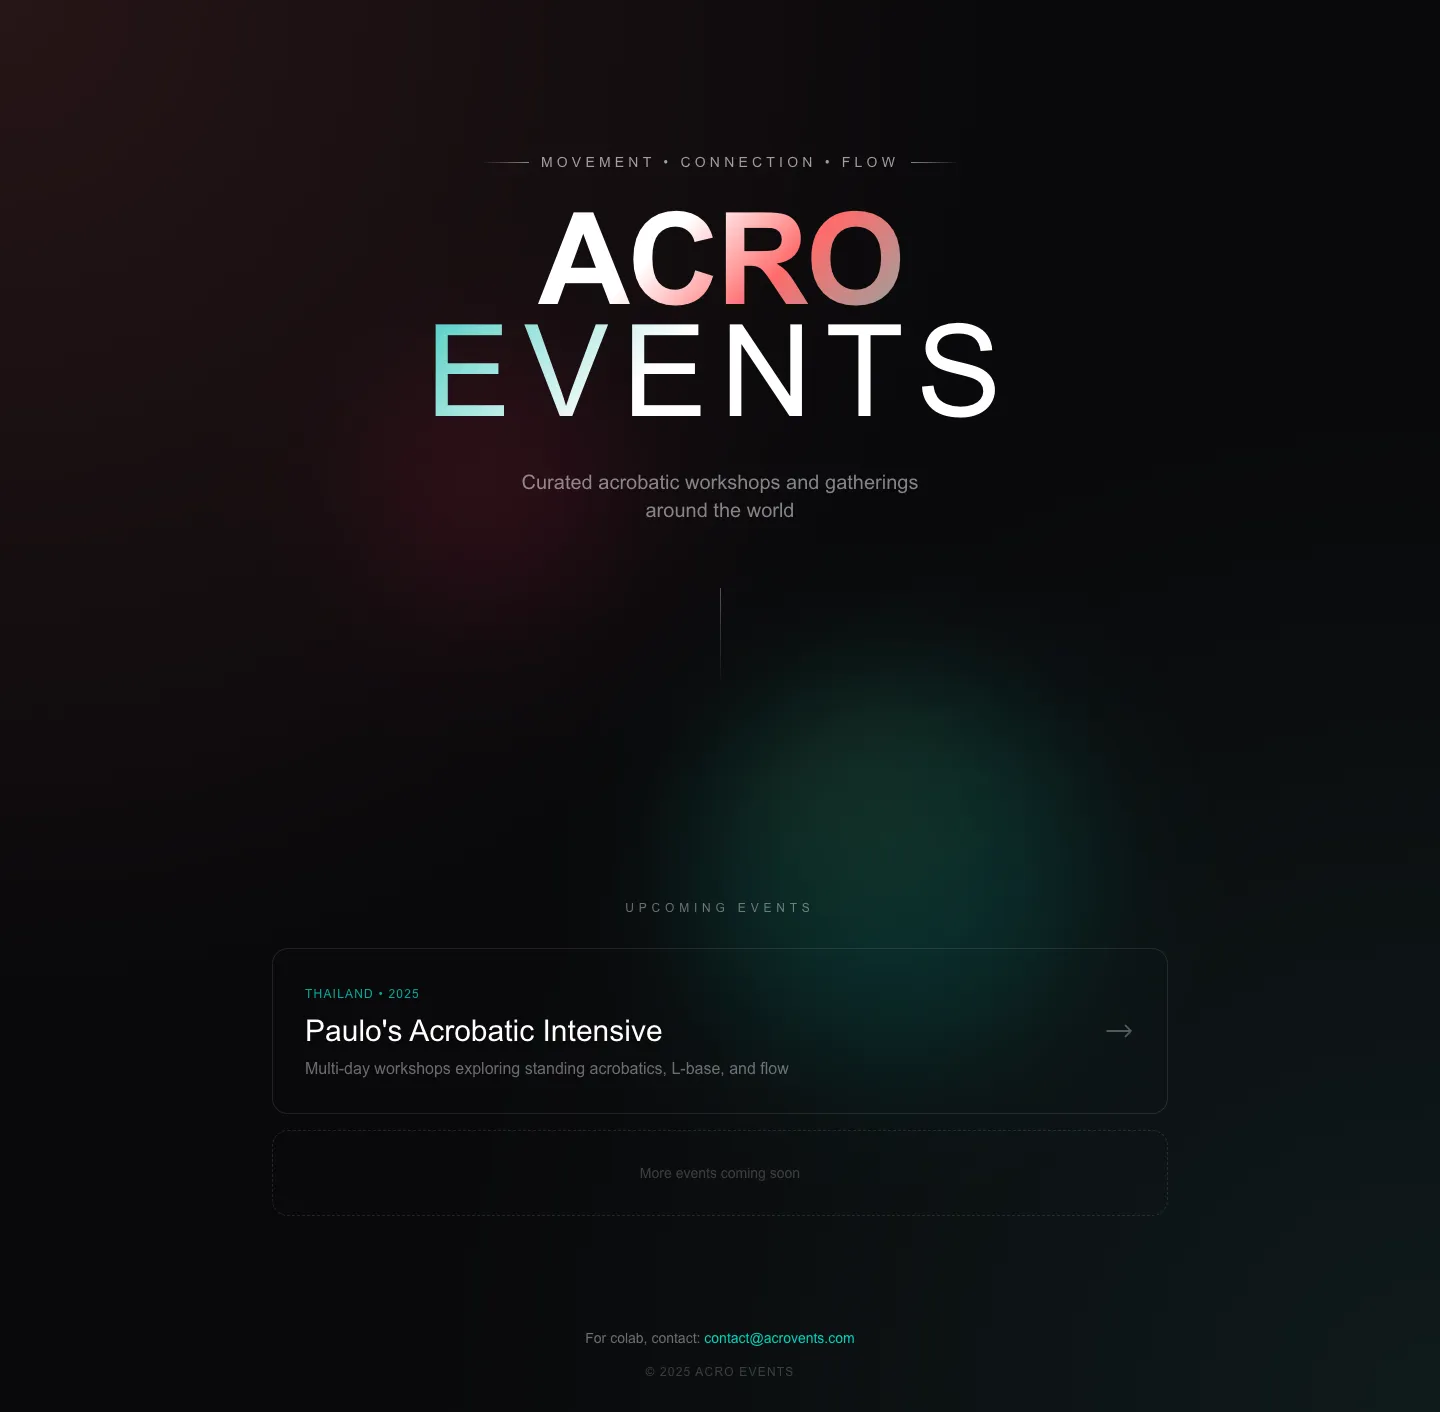 MOVEMENT • CONNECTION • FLOW
ACRO
EVENTS
Curated acrobatic workshops and gatherings
around the world
UPCOMING EVENTS
THAILAND • 2025
Paulo's Acrobatic Intensive
Multi-day workshops exploring standing acrobatics, L-base, and flow
More events coming soon
For colab, contact: contact@acrovents.com
© 2025 ACRO EVENTS